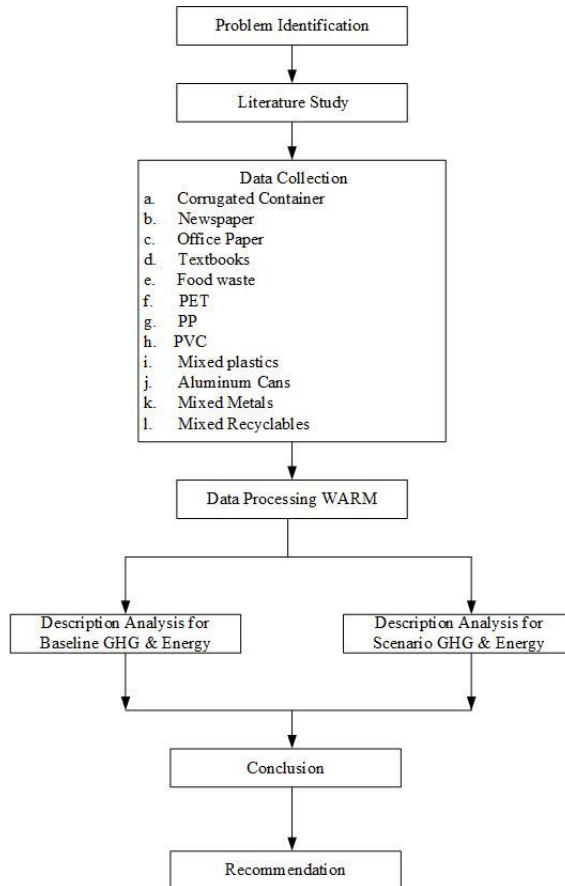 Problem Identification
Literature Study
Data Collection
a. Corrugated Container
b. Newspaper
c. Office Paper
d. Textbooks
e. Food waste
f. PET
g. PP
h. PVC
i. Mixed plastics
j. Aluminum Cans
k. Mixed Metals
l. Mixed Recyclables
Data Processing WARM
Description Analysis for
Baseline GHG & Energy
Description Analysis for
Scenario GHG & Energy
Conclusion
Recommendation